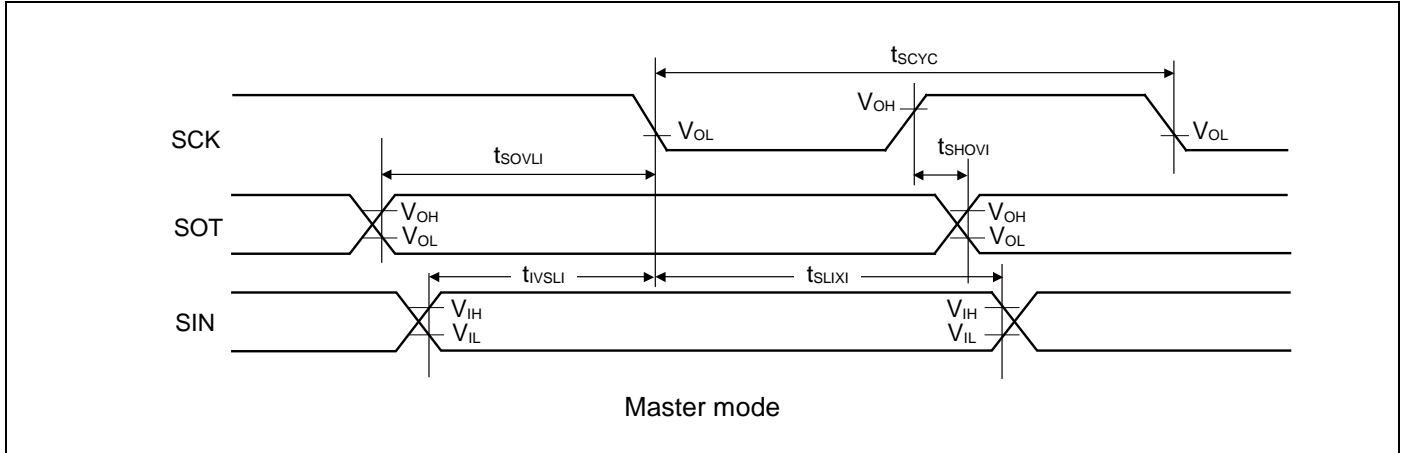 tSCYC
SCK
VOH
VOL
VOL
tSOVLI
tSHOVI
SOT
VOH
VOL
VOH
VOL
tIVSLI
tSLIXI
SIN
VIH
VIL
VIH
VIL
Master mode